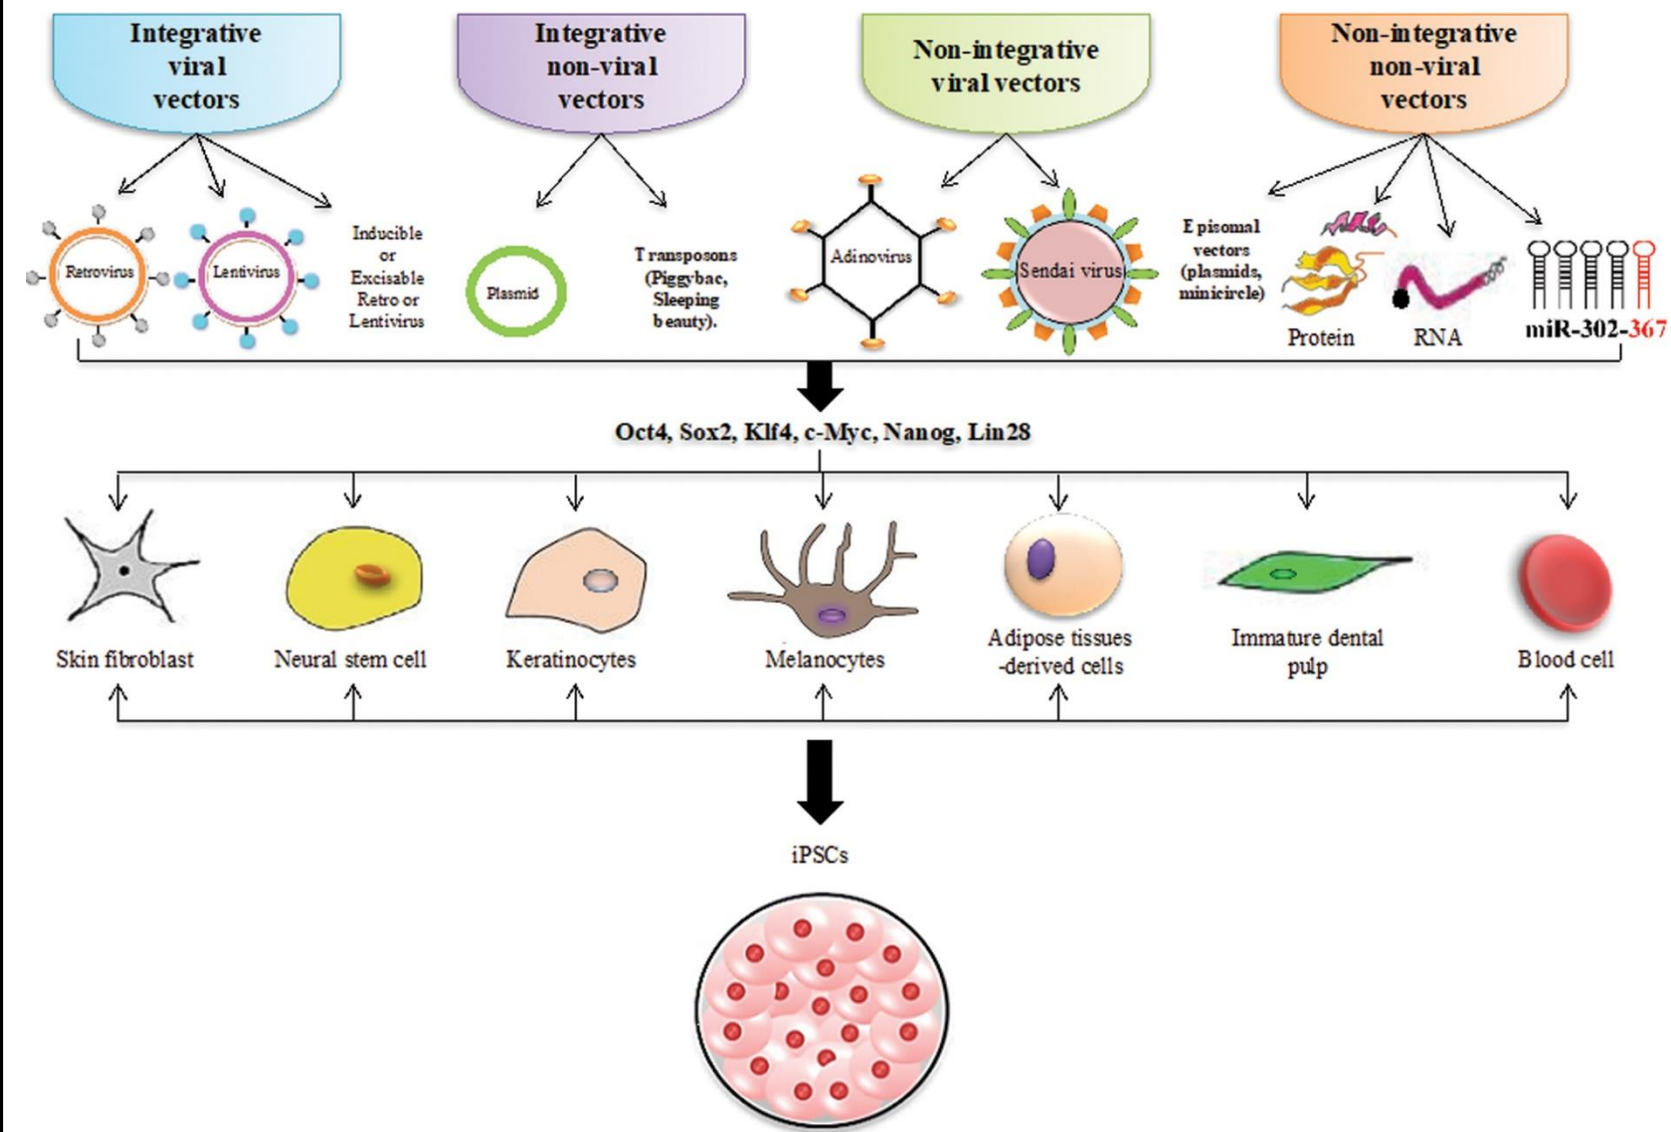 Integrative
viral
vectors
Integrative
non-viral
vectors
Non-integrative
viral vectors
Non-integrative
non-viral
vectors
Retrovirus
Lentivirus
Inducible
or
Excisable
Retro or
Lentivirus
Plasmid
Transposons
(Piggybac,
Sleeping
beauty).
Adinovirus
Sendai virus
Episomal
vectors
(plasmids,
minicircle)
Protein
RNA
miR-302-367
Oct4, Sox2, Klf4, c-Myc, Nanog, Lin28
Skin fibroblast
Neural stem cell
Keratinocytes
Melanocytes
Adipose tissues
-derived cells
Immature dental
pulp
Blood cell
iPSCs